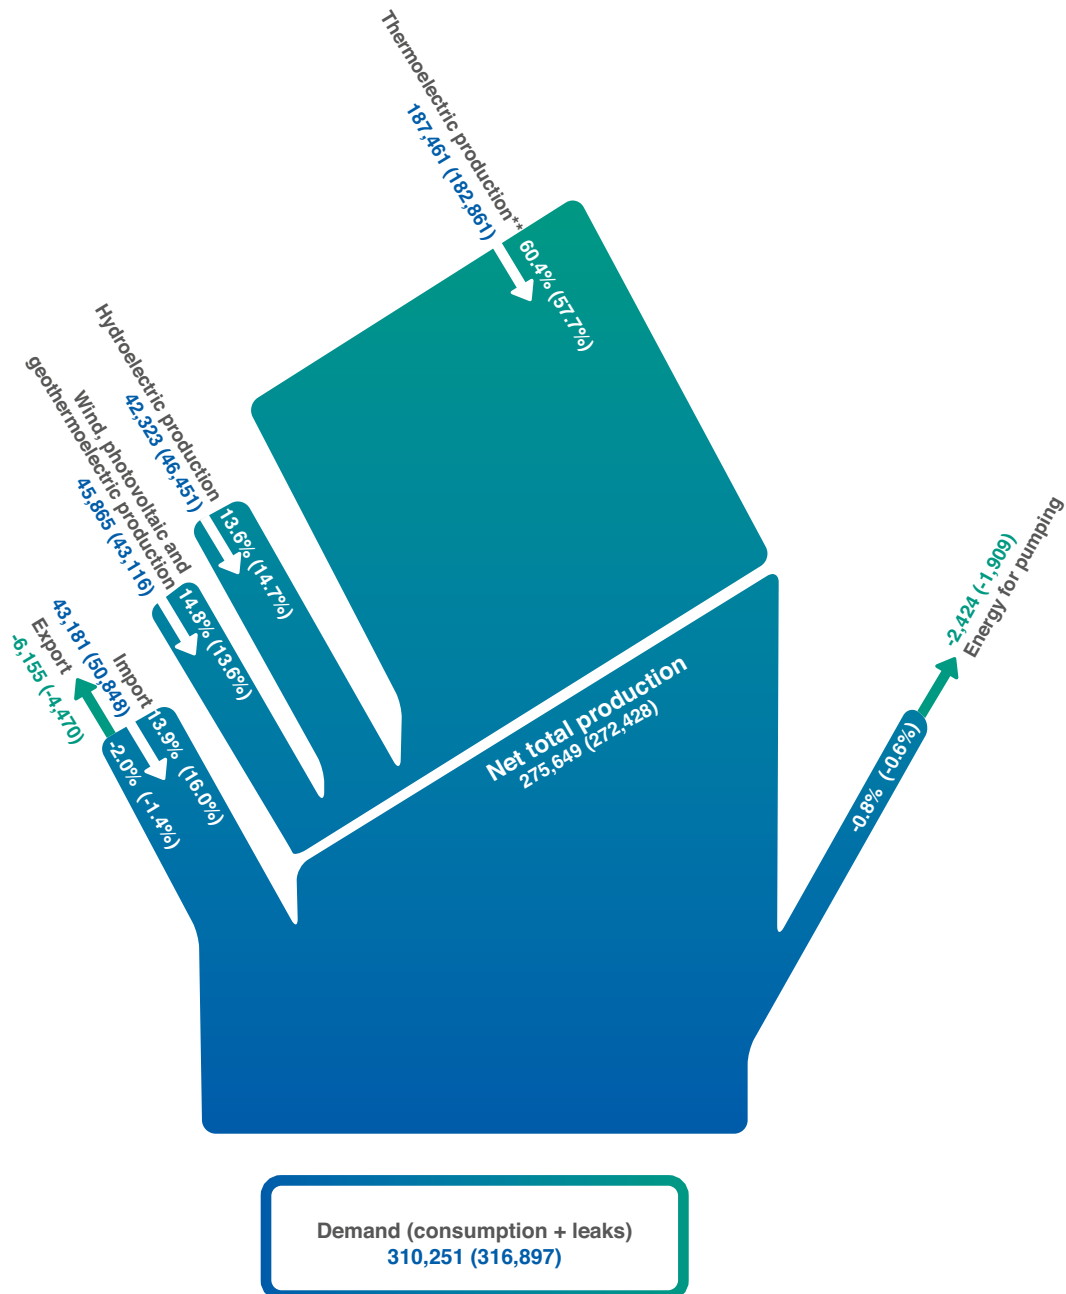 Thermoelectric production**
187,461 (182,861)
60.4% (57.7%)
Hydroelectric production
42,323 (46,451)
13.6% (14.7%)
Wind, photovoltaic and
geothermoelectric production
45,865 (43,116)
14.8% (13.6%)
Import
43,181 (50,848)
13.9% (16.0%)
Export
-6,155 (-4,470)
-2.0% (-1.4%)
Net total production
275,649 (272,428)
-2,424 (-1,909)
Energy for pumping
-0.8% (-0.6%)
Demand (consumption + leaks)
310,251 (316,897)